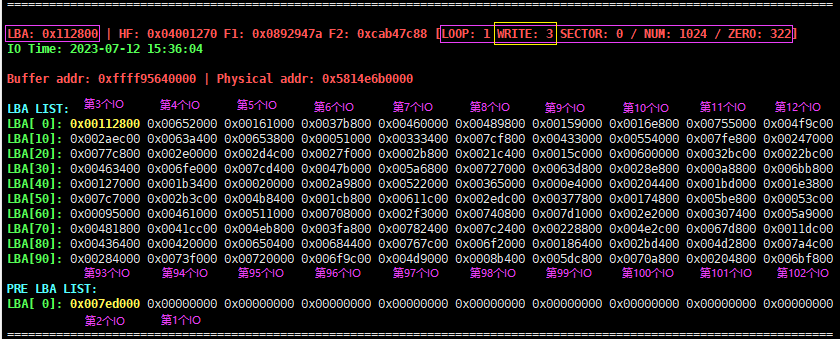 ================================================================================
LBA: 0x112800 | HF: 0x04001270 F1: 0x0892947a F2: 0xcab47c88 [LOOP: 1 WRITE: 3 SECTOR: 0 / NUM: 1024 / ZERO: 322]
IO Time: 2023-07-12 15:36:04
Buffer addr: 0xffff95640000 | Physical addr: 0x5814e6b0000
LBA LIST: 第3个IO 第4个IO 第5个IO 第6个IO 第7个IO 第8个IO 第9个IO 第10个IO 第11个IO 第12个IO
LBA[ 0]: 0x00112800 0x00652000 0x00161000 0x0037b800 0x00460000 0x00489800 0x00159000 0x0016e800 0x00755000 0x004f9c00
LBA[10]: 0x002aec00 0x0063a400 0x00653800 0x00051000 0x00333400 0x007cf800 0x00433000 0x00554000 0x007fe800 0x00247000
LBA[20]: 0x0077c800 0x002e0000 0x002d4c00 0x0027f000 0x0002b800 0x0021c400 0x0015c000 0x00600000 0x0032bc00 0x0022bc00
LBA[30]: 0x00463400 0x006fe000 0x007cd400 0x0047b000 0x005a6800 0x00727000 0x0063d800 0x0028e800 0x000a8800 0x006bb800
LBA[40]: 0x00127000 0x001b3400 0x00020000 0x002a9800 0x00522000 0x00365000 0x000e4000 0x00204400 0x001bd000 0x001e3800
LBA[50]: 0x007c7000 0x002b3c00 0x004b8400 0x001cb800 0x00611c00 0x002edc00 0x00377800 0x00174800 0x005be800 0x00053c00
LBA[60]: 0x00095000 0x00461000 0x00511000 0x00708000 0x002f3000 0x00740800 0x007d1000 0x002e2000 0x00307400 0x005a9000
LBA[70]: 0x00481800 0x0041cc00 0x004eb800 0x003fa800 0x00782400 0x007c2400 0x00228800 0x004e2c00 0x0067d800 0x0011dc00
LBA[80]: 0x00436400 0x00420000 0x00650400 0x00684400 0x00767c00 0x006f2000 0x00186400 0x002bd400 0x004d2800 0x007a4c00
LBA[90]: 0x00284000 0x0073f000 0x00720000 0x006f9c00 0x004d9000 0x0008b400 0x005dc800 0x0070a800 0x00204800 0x006bf800
第93个IO 第94个IO 第95个IO 第96个IO 第97个IO 第98个IO 第99个IO 第100个IO 第101个IO 第102个IO
PRE LBA LIST:
LBA[ 0]: 0x007ed000 0x00000000 0x00000000 0x00000000 0x00000000 0x00000000 0x00000000 0x00000000 0x00000000 0x00000000
第2个IO 第1个IO
================================================================================